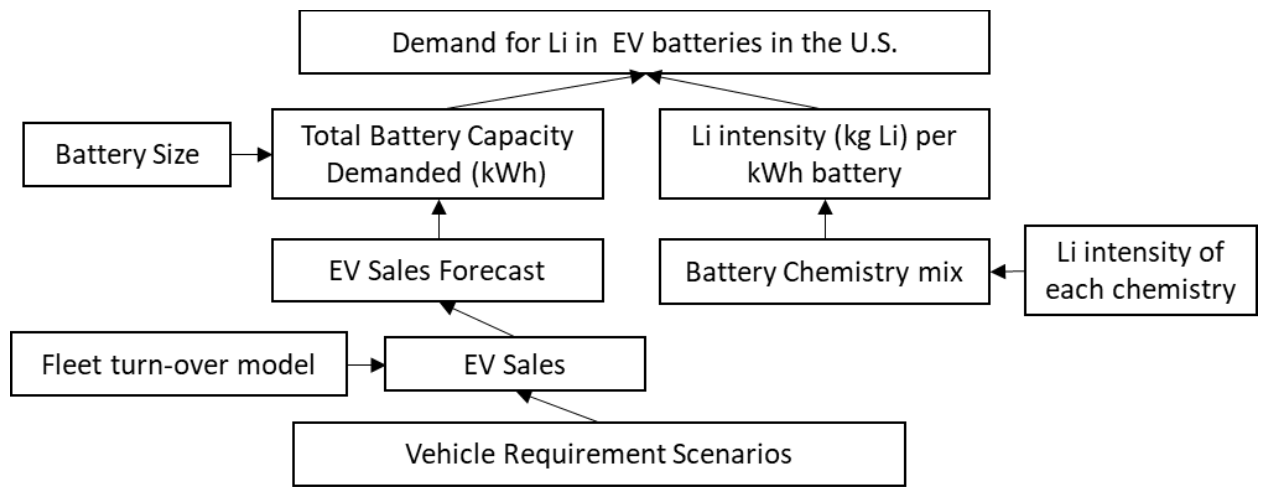 Demand for Li in EV batteries in the U.S.
Battery Size
Total Battery Capacity
Demanded (kWh)
Li intensity (kg Li) per
kWh battery
EV Sales Forecast
Battery Chemistry mix
Li intensity of
each chemistry
Fleet turn-over model
EV Sales
Vehicle Requirement Scenarios